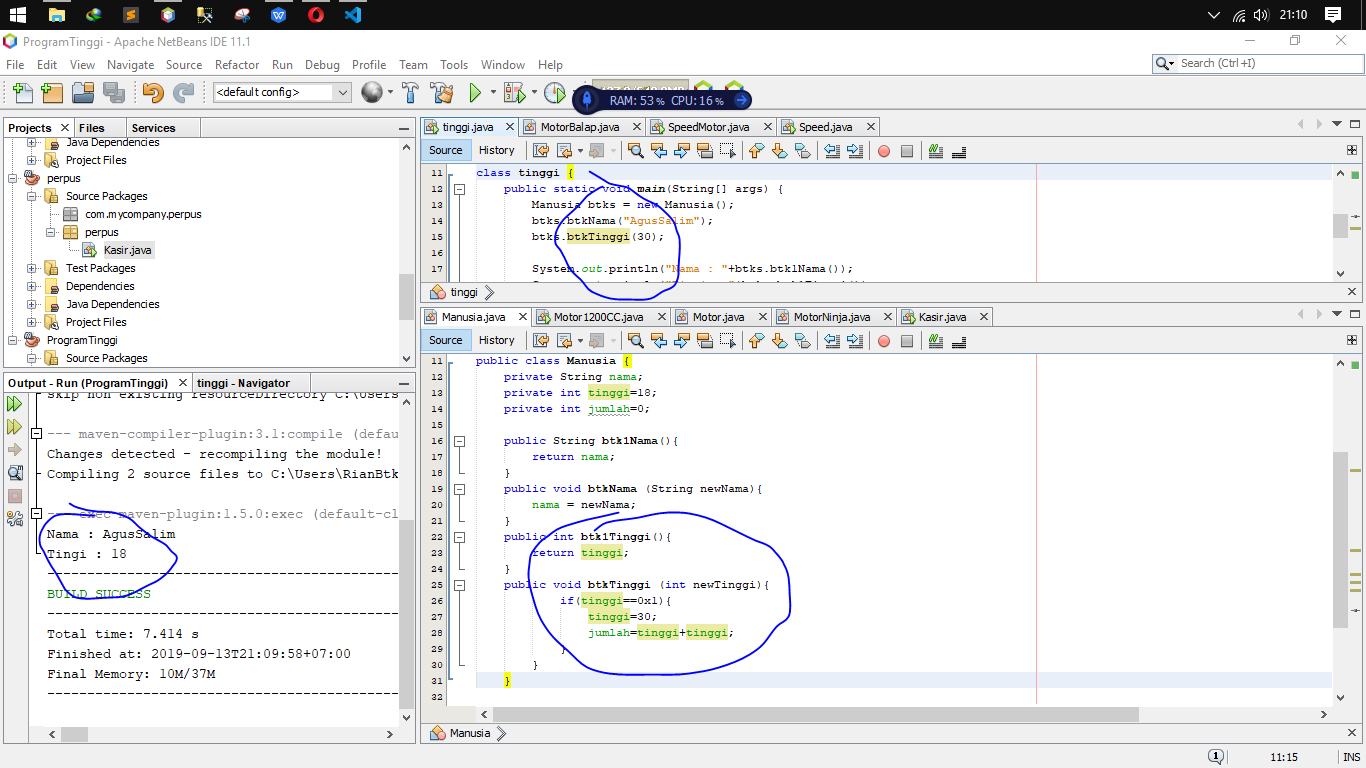 21:10
ProgramTinggi - Apache NetBeans IDE 11.1
File Edit View Navigate Source Refactor Run Debug Profile Team Tools Window Help
Search (Ctrl+I)
<default config>
RAM: 53 % CPU: 16 %
Projects
Files
Services
Java Dependencies
Project Files
perpus
Source Packages
com.mycompany.perpus
perpus
Kasir.java
Test Packages
Dependencies
Java Dependencies
Project Files
ProgramTinggi
Source Packages
tinggi.java
MotorBalap.java
SpeedMotor.java
Speed.java
Source
History
11 class tinggi {
12 public static void main(String[] args) {
13 Manusia btks = new Manusia();
14 btks.btkNama("AgusSalim");
15 btks.btkTinggi(30);
16
17 System.out.println("Nama : "+btks.btk1Nama());
tinggi
Manusia.java
Motor1200CC.java
Motor.java
MotorNinja.java
Kasir.java
Source
History
11 public class Manusia {
12 private String nama;
13 private int tinggi=18;
14 private int jumlah=0;
15
16 public String btk1Nama(){
17 return nama;
18 }
19 public void btkNama (String newNama){
20 nama = newNama;
21 }
22 public int btk1Tinggi(){
23 return tinggi;
24 }
25 public void btkTinggi (int newTinggi){
26 if(tinggi==0x1){
27 tinggi=30;
28 jumlah=tinggi+tinggi;
29 }
30 }
31 }
32
Manusia
Output - Run (ProgramTinggi)
tinggi - Navigator
skip non existing resourceDirectory C:\Users
--- maven-compiler-plugin:3.1:compile (defau
Changes detected - recompiling the module!
Compiling 2 source files to C:\Users\RianBtk
--- exec-maven-plugin:1.5.0:exec (default-cl
Nama : AgusSalim
Tingi : 18
BUILD SUCCESS
Total time: 7.414 s
Finished at: 2019-09-13T21:09:58+07:00
Final Memory: 10M/37M
1
11:15
INS